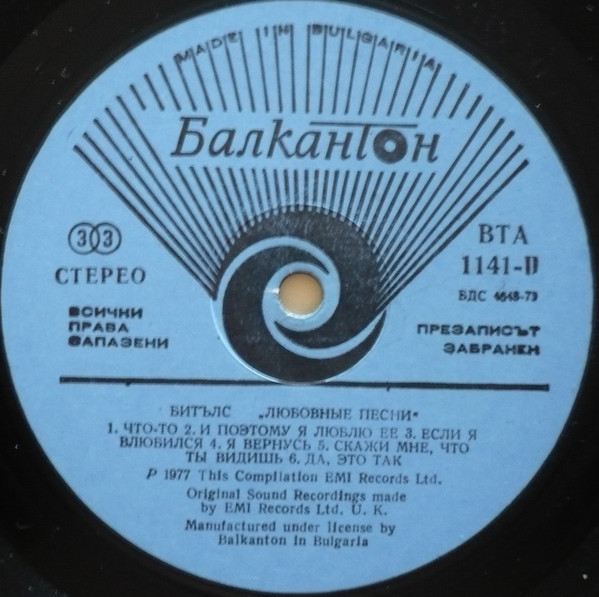 MADE IN BULGARIA
Балкантон
33
СТЕРЕО
ВТА
1141-D
БДС 4648-73
ВСИЧКИ
ПРАВА
ЗАПАЗЕНИ
ПРЕЗАПИСЪТ
ЗАБРАНЕН
БИТЪЛС „ЛЮБОВНЫЕ ПЕСНИ“
1. ЧТО-ТО 2. И ПОЭТОМУ Я ЛЮБЛЮ ЕЕ 3. ЕСЛИ Я
ВЛЮБИЛСЯ 4. Я ВЕРНУСЬ 5. СКАЖИ МНЕ, ЧТО
ТЫ ВИДИШЬ 6. ДА, ЭТО ТАК
P 1977 This Compilation EMI Records Ltd.
Original Sound Recordings made
by EMI Records Ltd. U. K.
Manufactured under license by
Balkanton in Bulgaria